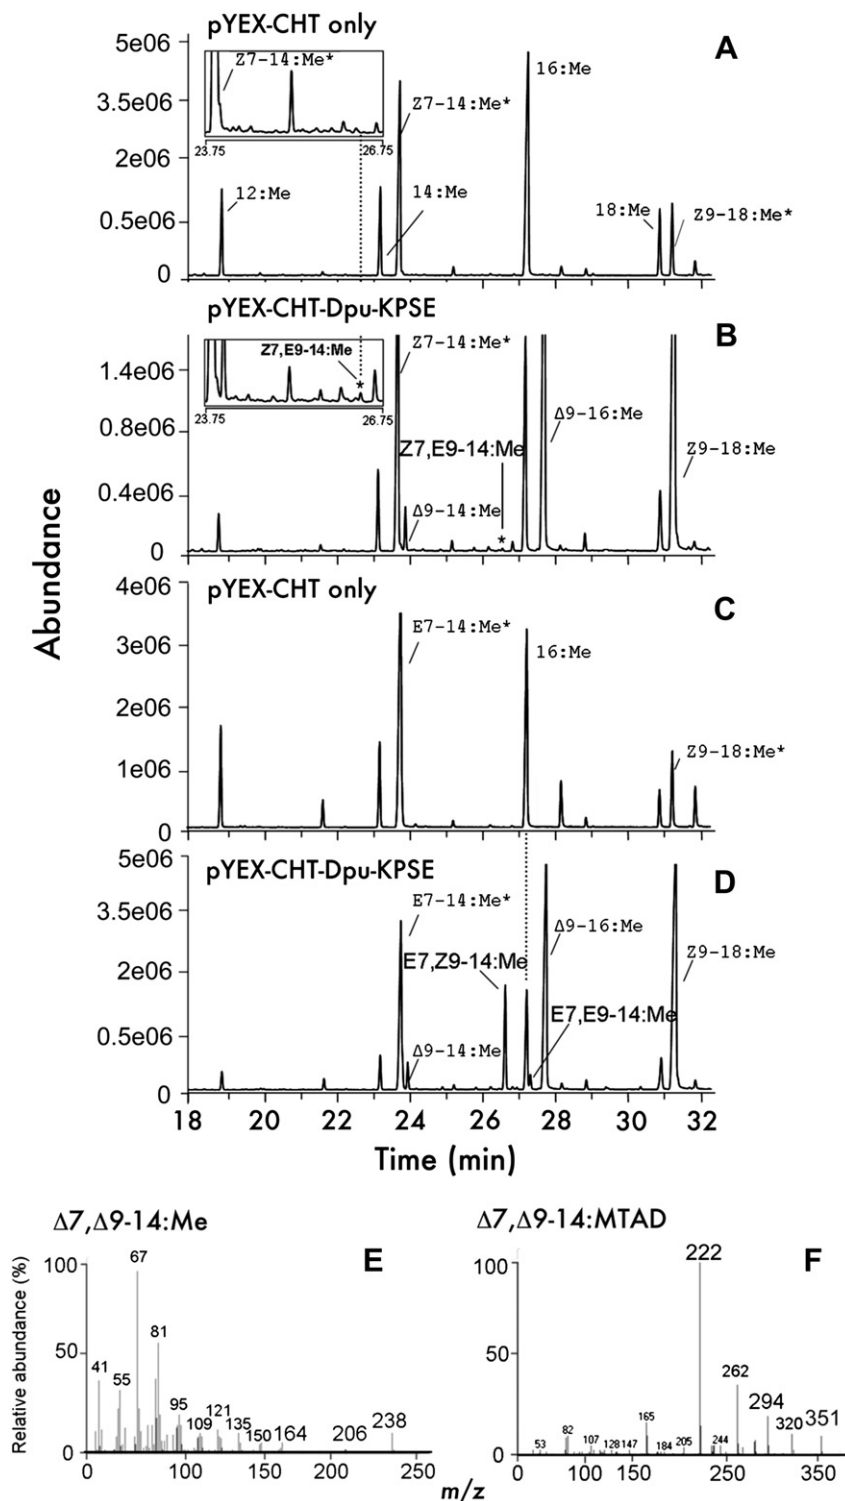 pYEX-CHT only
A
5e06
3.5e06
2e06
0.5e06
0
Z7-14:Me*
23.75
26.75
12:Me
Z7-14:Me*
14:Me
16:Me
18:Me
Z9-18:Me*
pYEX-CHT-Dpu-KPSE
B
1.4e06
0.8e06
0.4e06
0
Z7,E9-14:Me
*
23.75
26.75
Z7-14:Me*
Δ9-16:Me
Z7,E9-14:Me
Z9-18:Me
Δ9-14:Me
*
Abundance
pYEX-CHT only
C
4e06
3e06
2e06
1e06
0
E7-14:Me*
16:Me
Z9-18:Me*
pYEX-CHT-Dpu-KPSE
D
5e06
3.5e06
2e06
0.5e06
0
E7-14:Me*
Δ9-16:Me
E7,Z9-14:Me
Z9-18:Me
E7,E9-14:Me
Δ9-14:Me
18 20 22 24 26 28 30 31 32
Time (min)
Δ7,Δ9-14:Me
E
Relative abundance (%)
100
50
0
67
81
41
55
95
109
121
135
150
164
206
238
0 100 150 200 250
Δ7,Δ9-14:MTAD
F
100
50
0
222
262
294
320
351
165
53
82
107
128
147
184
205
244
0 150 250 350
m/z